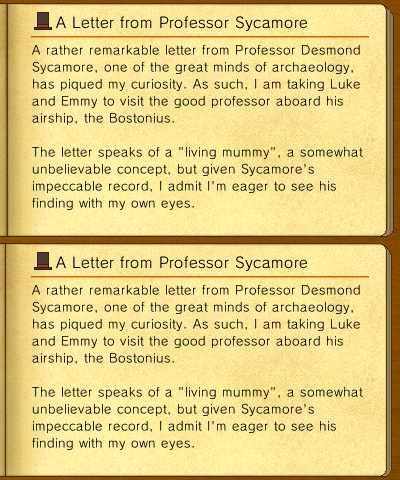 A Letter from Professor Sycamore
A rather remarkable letter from Professor Desmond
Sycamore, one of the great minds of archaeology,
has piqued my curiosity. As such, I am taking Luke
and Emmy to visit the good professor aboard his
airship, the Bostonius.
The letter speaks of a "living mummy", a somewhat
unbelievable concept, but given Sycamore's
impeccable record, I admit I'm eager to see his
finding with my own eyes.
A Letter from Professor Sycamore
A rather remarkable letter from Professor Desmond
Sycamore, one of the great minds of archaeology,
has piqued my curiosity. As such, I am taking Luke
and Emmy to visit the good professor aboard his
airship, the Bostonius.
The letter speaks of a "living mummy", a somewhat
unbelievable concept, but given Sycamore's
impeccable record, I admit I'm eager to see his
finding with my own eyes.